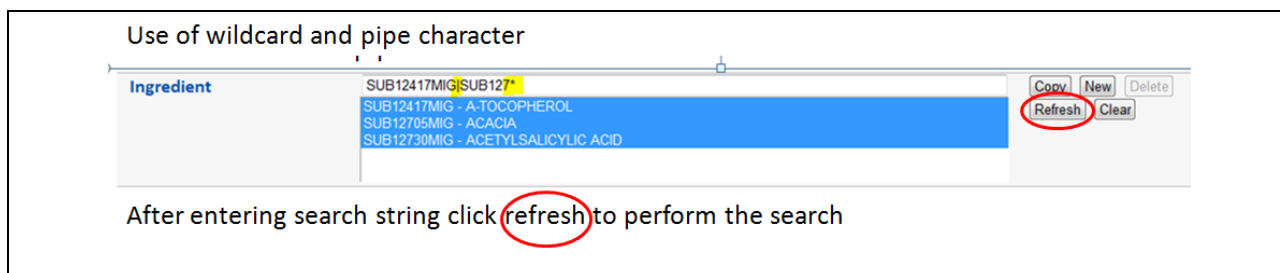 Use of wildcard and pipe character
Ingredient SUB12417MIG|SUB127* Copy New Delete
SUB12417MIG - A-TOCOPHEROL Refresh Clear
SUB12705MIG - ACACIA
SUB12730MIG - ACETYLSALICYLIC ACID
After entering search string click refresh to perform the search